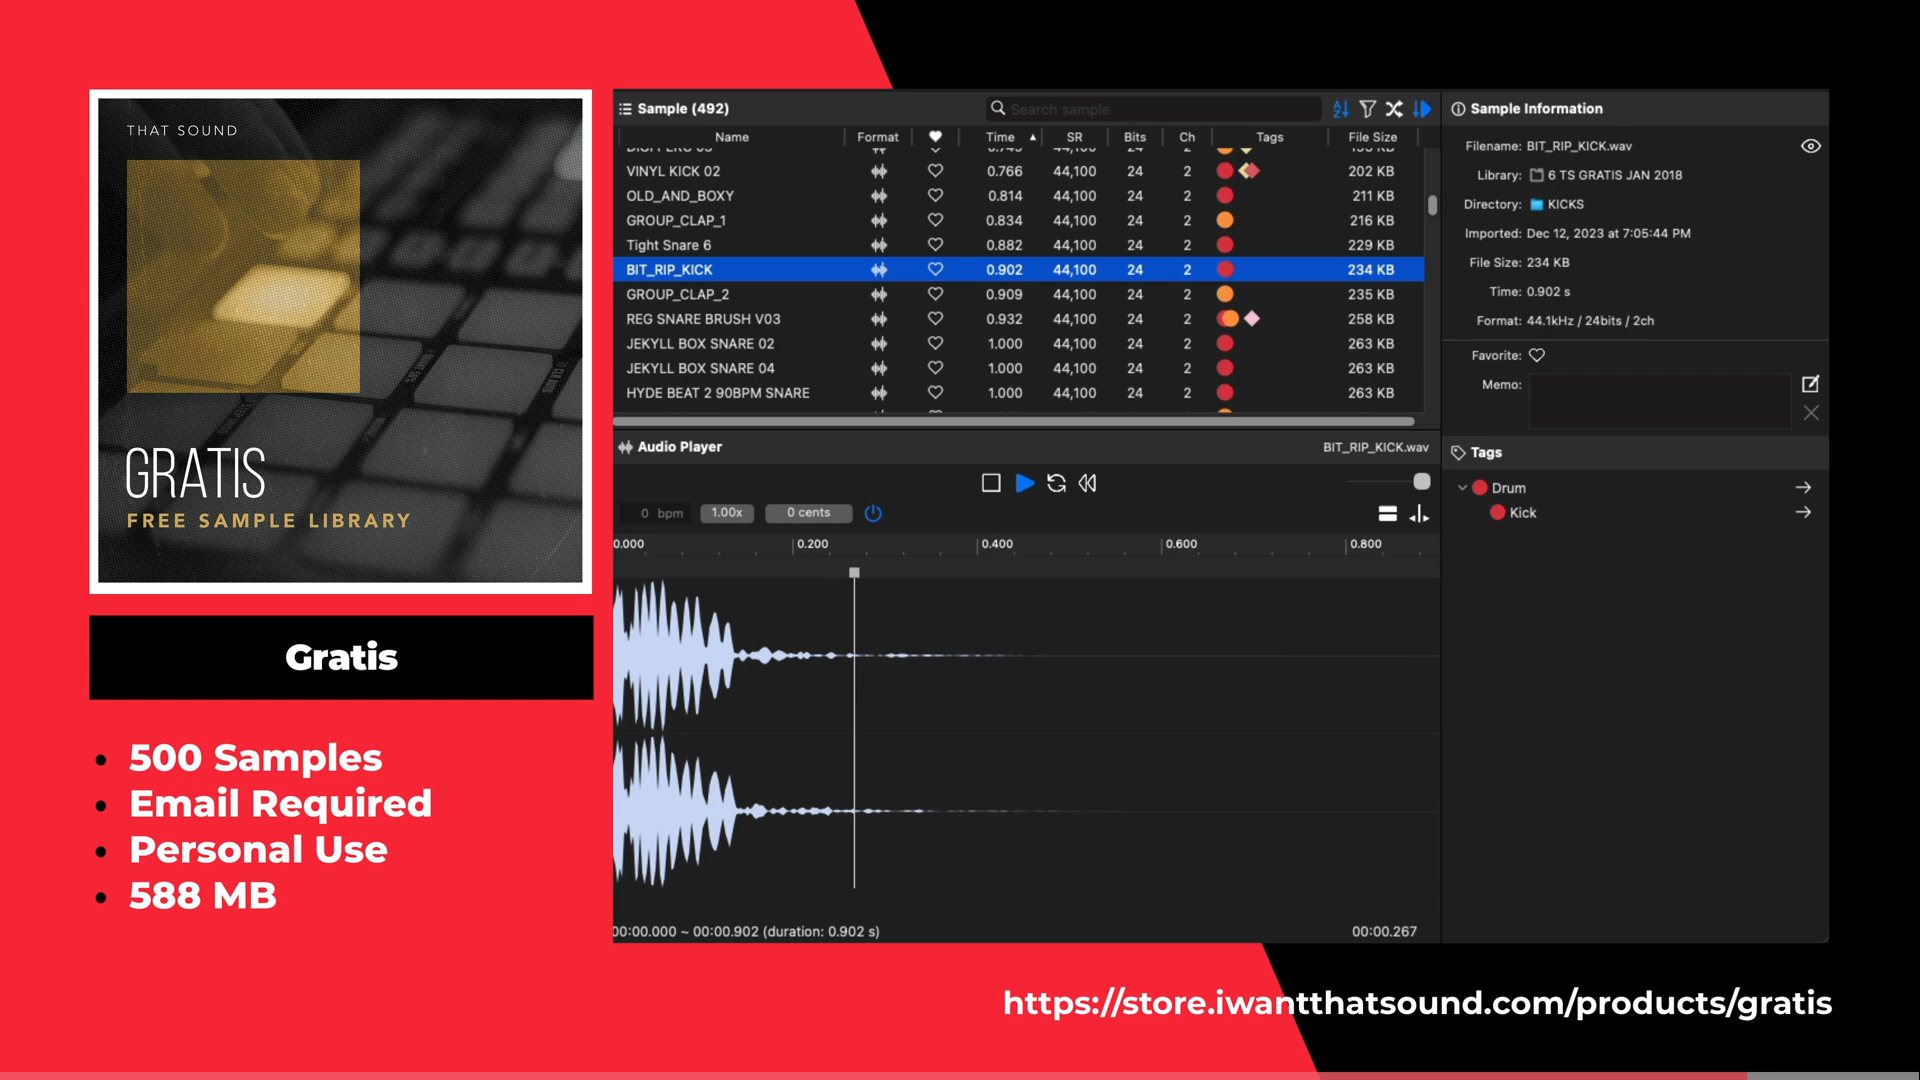 THAT SOUND
GRATIS
FREE SAMPLE LIBRARY
Gratis
500 Samples
Email Required
Personal Use
588 MB
Sample (492)
Search sample
Name Format Time SR Bits Ch Tags File Size
VINYL KICK 02 0.766 44,100 24 2 202 KB
OLD_AND_BOXY 0.814 44,100 24 2 211 KB
GROUP_CLAP_1 0.834 44,100 24 2 216 KB
Tight Snare 6 0.882 44,100 24 2 229 KB
BIT_RIP_KICK 0.902 44,100 24 2 234 KB
GROUP_CLAP_2 0.909 44,100 24 2 235 KB
REG SNARE BRUSH V03 0.932 44,100 24 2 258 KB
JEKYLL BOX SNARE 02 1.000 44,100 24 2 263 KB
JEKYLL BOX SNARE 04 1.000 44,100 24 2 263 KB
HYDE BEAT 2 90BPM SNARE 1.000 44,100 24 2 263 KB
Audio Player BIT_RIP_KICK.wav
0 bpm 1.00x 0 cents
0.000 0.200 0.400 0.600 0.800
00:00.000 ~ 00:00.902 (duration: 0.902 s) 00:00.267
Sample Information
Filename: BIT_RIP_KICK.wav
Library: 6 TS GRATIS JAN 2018
Directory: KICKS
Imported: Dec 12, 2023 at 7:05:44 PM
File Size: 234 KB
Time: 0.902 s
Format: 44.1kHz / 24bits / 2ch
Favorite:
Memo:
Tags
Drum
Kick
https://store.iwantthatsound.com/products/gratis